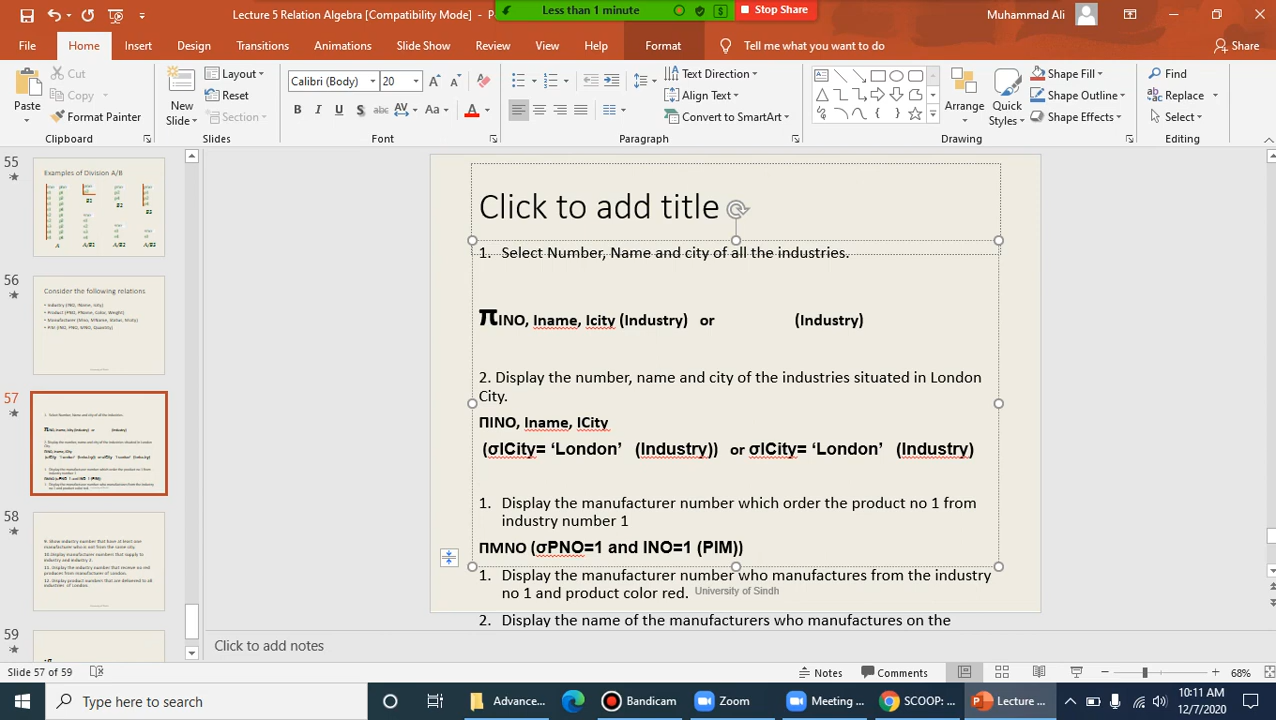 Lecture 5 Relation Algebra [Compatibility Mode] - P
Less than 1 minute
Stop Share
Muhammad Ali
File Home Insert Design Transitions Animations Slide Show Review View Help Format Tell me what you want to do Share
Paste
Cut
Copy
Format Painter
Clipboard
New Slide
Layout
Reset
Section
Slides
Calibri (Body) 20
B I U S abc AV Aa A
Font
Text Direction
Align Text
Convert to SmartArt
Paragraph
Arrange
Quick Styles
Shape Fill
Shape Outline
Shape Effects
Drawing
Find
Replace
Select
Editing
55
Examples of Division A/B
56
Consider the following relations
57
58
59
Click to add title
1. Select Number, Name and city of all the industries.
πINO, Iname, Icity (Industry) or (Industry)
2. Display the number, name and city of the industries situated in London
City.
ΠINO, Iname, ICity
(σICity= ‘London’ (Industry)) or σICity= ‘London’ (Industry)
1. Display the manufacturer number which order the product no 1 from
industry number 1
ΠMNO (σPNO=1 and INO=1 (PIM))
1. Display the manufacturer number who manufactures from the industry
no 1 and product color red.
University of Sindh
2. Display the name of the manufacturers who manufactures on the
Click to add notes
Slide 57 of 59
Notes
Comments
68%
Type here to search
Advance...
Bandicam
Zoom
Meeting ...
SCOOP: ...
Lecture ...
10:11 AM
12/7/2020